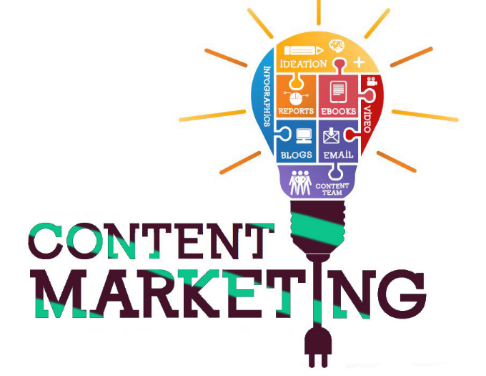 IDEATION
INFOGRAPHICS
REPORTS
EBOOKS
VIDEO
BLOGS
EMAIL
CONTENT
TEAM
CONTENT
MARKETING